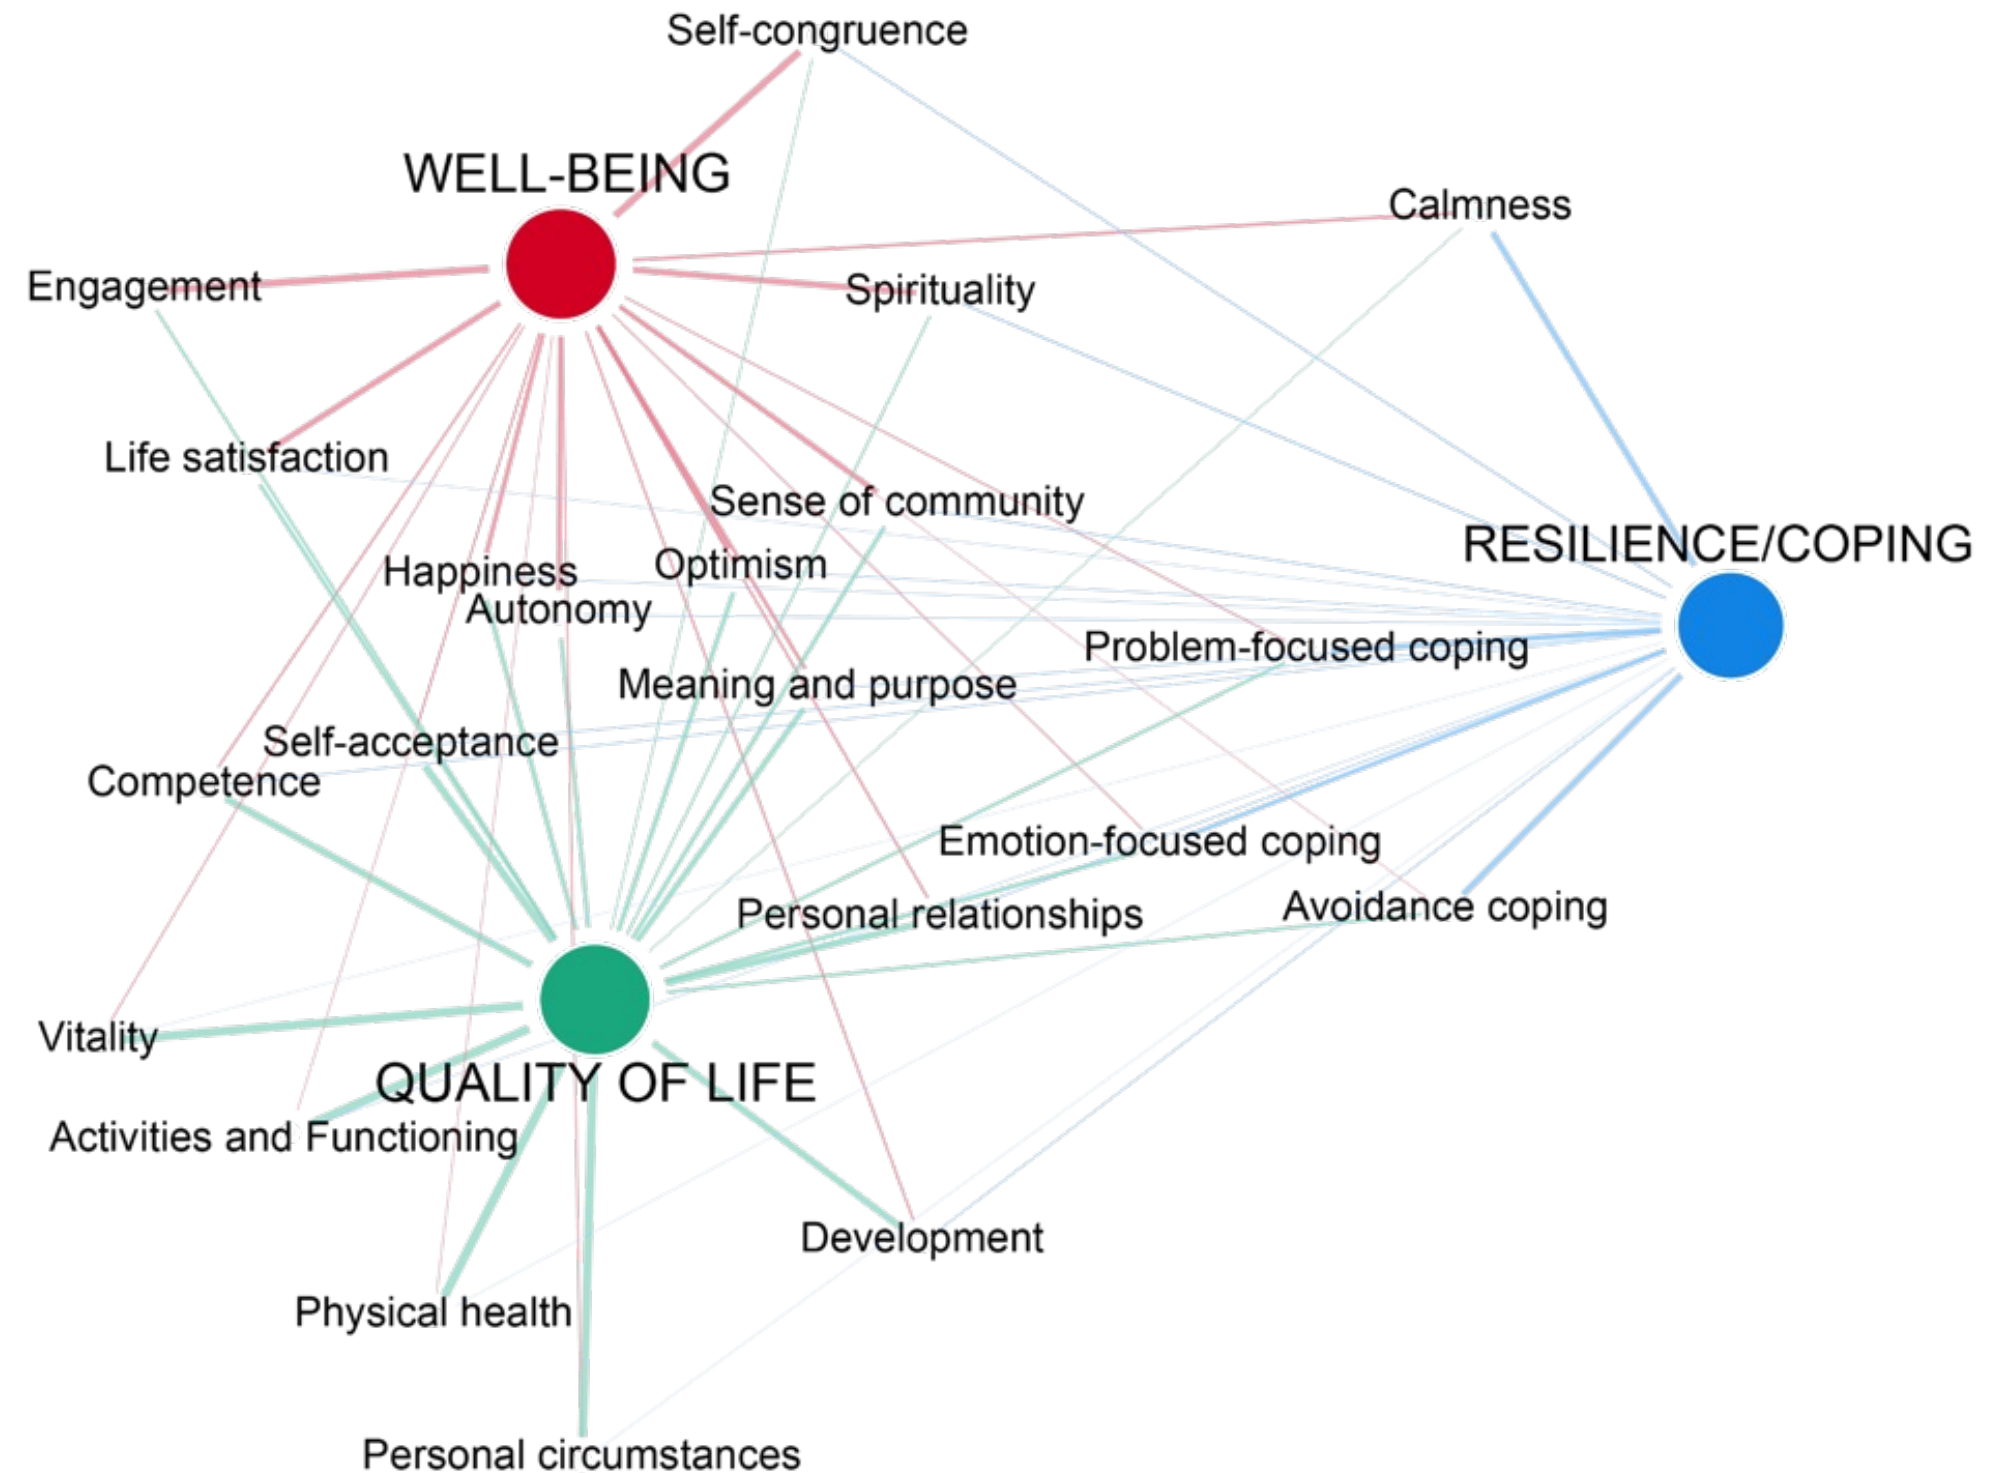 Self-congruence
WELL-BEING
Calmness
Engagement
Spirituality
Life satisfaction
Sense of community
RESILIENCE/COPING
Happiness
Optimism
Autonomy
Problem-focused coping
Meaning and purpose
Self-acceptance
Competence
Emotion-focused coping
Personal relationships
Avoidance coping
Vitality
QUALITY OF LIFE
Activities and Functioning
Development
Physical health
Personal circumstances